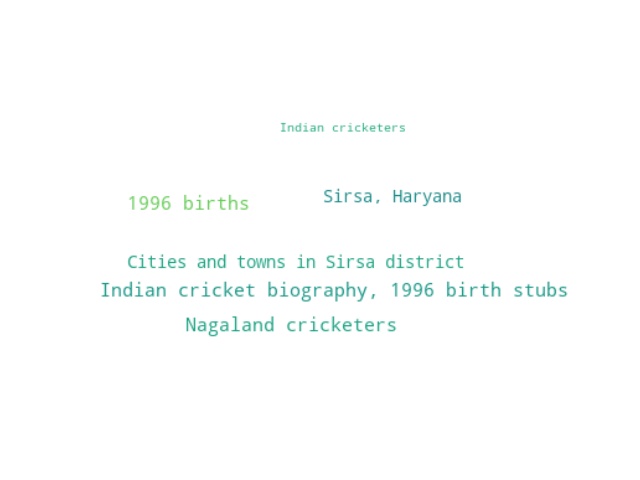 Indian cricketers
Sirsa, Haryana
1996 births
Cities and towns in Sirsa district
Indian cricket biography, 1996 birth stubs
Nagaland cricketers